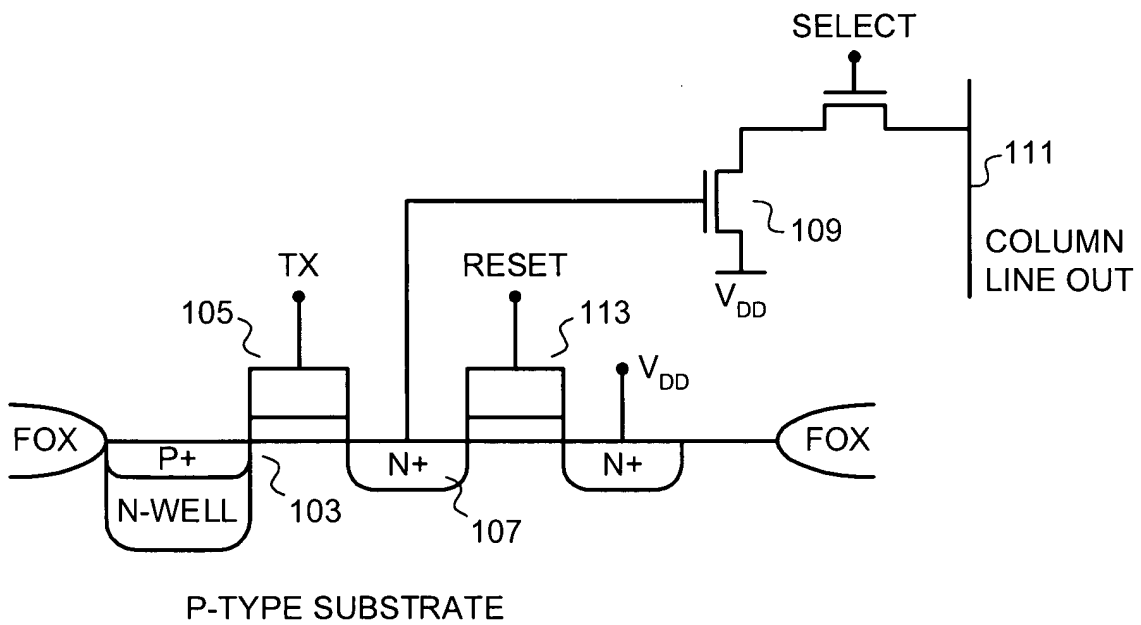 SELECT
111
109
COLUMN
LINE OUT
VDD
TX
RESET
105
113
VDD
FOX
P+
N-WELL
103
N+
107
N+
FOX
P-TYPE SUBSTRATE